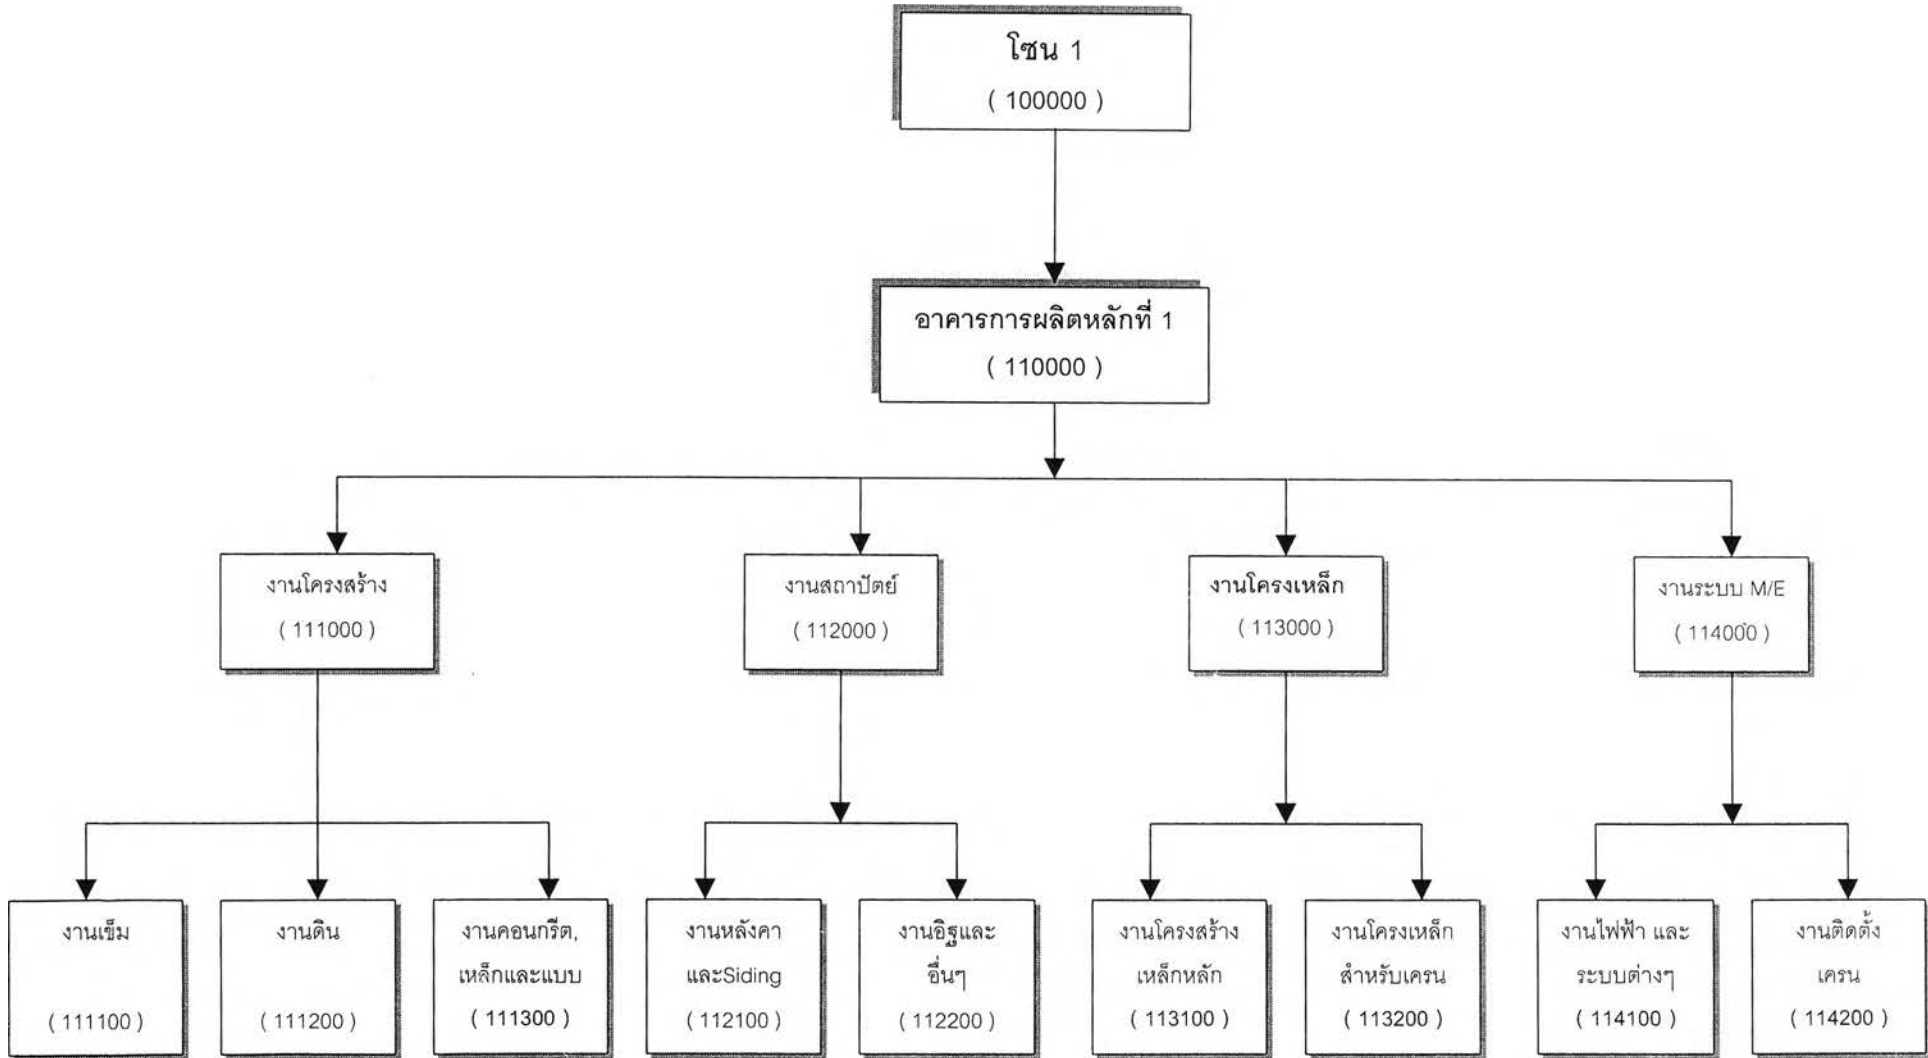 โซน 1
( 100000 )
อาคารการผลิตหลักที่ 1
( 110000 )
งานโครงสร้าง
( 111000 )
งานสถาปัตย์
( 112000 )
งานโครงเหล็ก
( 113000 )
งานระบบ M/E
( 114000 )
งานเข็ม
( 111100 )
งานดิน
( 111200 )
งานคอนกรีต,
เหล็กและแบบ
( 111300 )
งานหลังคา
และSiding
( 112100 )
งานอิฐและ
อื่นๆ
( 112200 )
งานโครงสร้าง
เหล็กหลัก
( 113100 )
งานโครงเหล็ก
สำหรับเครน
( 113200 )
งานไฟฟ้า และ
ระบบต่างๆ
( 114100 )
งานติดตั้ง
เครน
( 114200 )